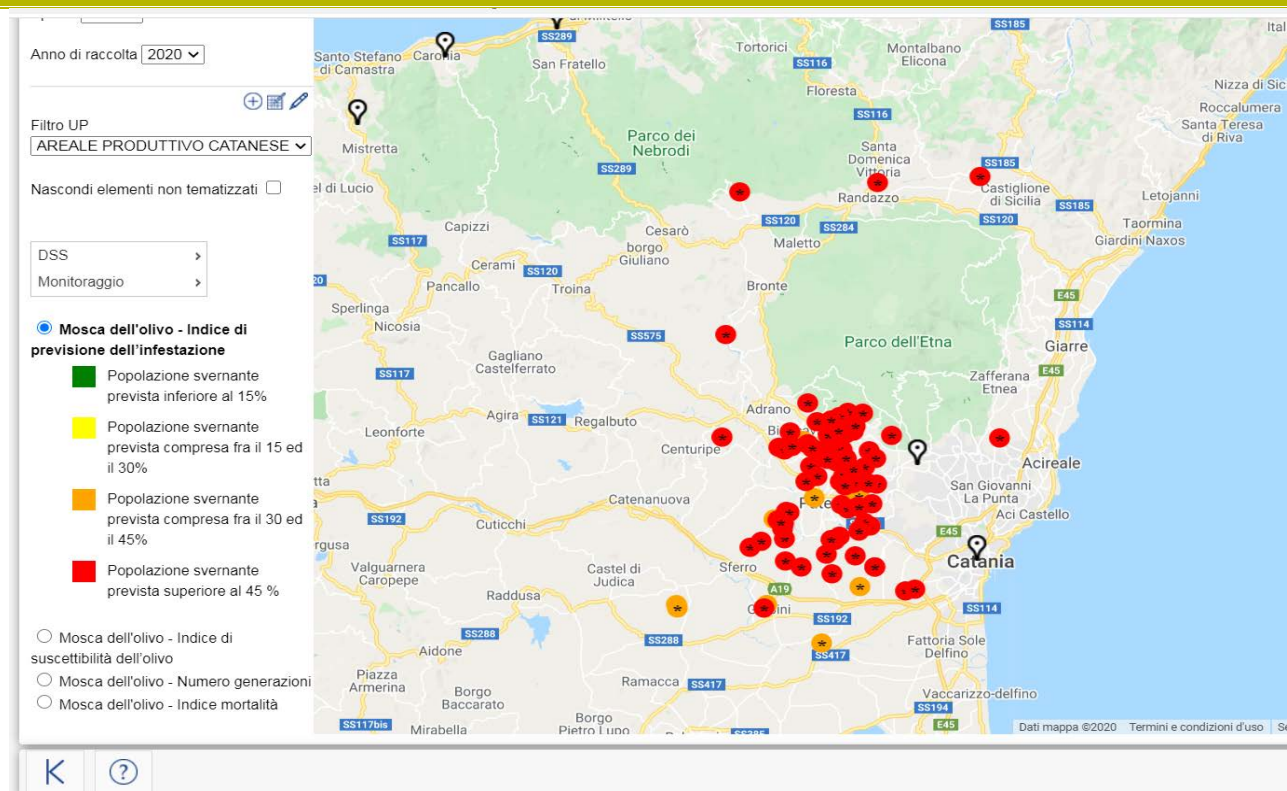 Anno di raccolta 2020
Filtro UP
AREALE PRODUTTIVO CATANESE
Nascondi elementi non tematizzati
DSS
Monitoraggio
Mosca dell'olivo - Indice di
previsione dell'infestazione
Popolazione svernante
prevista inferiore al 15%
Popolazione svernante
prevista compresa fra il 15 ed
il 30%
Popolazione svernante
prevista compresa fra il 30 ed
il 45%
Popolazione svernante
prevista superiore al 45 %
Mosca dell'olivo - Indice di
suscettibilità dell'olivo
Mosca dell'olivo - Numero generazioni
Mosca dell'olivo - Indice mortalità
SS289
SS185
Santo Stefano
di Camastra
Caronia
San Fratello
Tortorici
SS116
Montalbano
Elicona
Floresta
Nizza di Sic
Roccalumera
Santa Teresa
di Riva
SS116
Mistretta
Parco dei
Nebrodi
Santa
Domenica
Vittoria
SS289
SS185
el di Lucio
Randazzo
Castiglione
di Sicilia
SS185
Letojanni
Capizzi
SS120
SS284
SS120
Taormina
Giardini Naxos
SS117
Cesarò
borgo
Giuliano
Maletto
Cerami
SS120
Pancallo
Troina
Bronte
E45
Sperlinga
Nicosia
SS575
SS114
Parco dell'Etna
Giarre
Gagliano
Castelferrato
SS117
Zafferana
Etnea
E45
Adrano
Agira
SS121
Regalbuto
Leonforte
Centuripe
Acireale
San Giovanni
La Punta
Aci Castello
Catenanuova
SS192
Cuticchi
E45
Catania
Valguarnera
Caropepe
Castel di
Judica
Sferro
Raddusa
A19
SS192
SS114
SS288
SS288
Aidone
SS417
Fattoria Sole
Delfino
Piazza
Armerina
Ramacca
SS417
Borgo
Baccarato
Vaccarizzo-delfino
SS194
SS117bis
Mirabella
Borgo
Pietro Lupo
E45
Dati mappa ©2020
Termini e condizioni d'uso